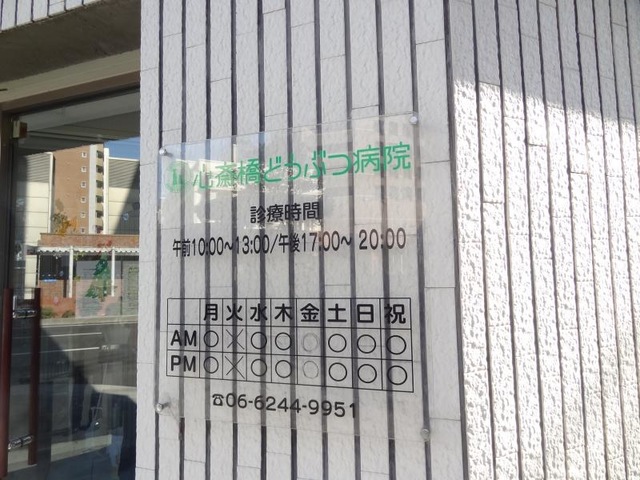 心斎橋どうぶつ病院
診療時間
午前10:00〜13:00/午後17:00〜20:00
月 火 水 木 金 土 日 祝
AM ○ × ○ ○ ○ ○ ○ ○
PM ○ × ○ ○ ○ ○ ○ ○
☎06-6244-9951